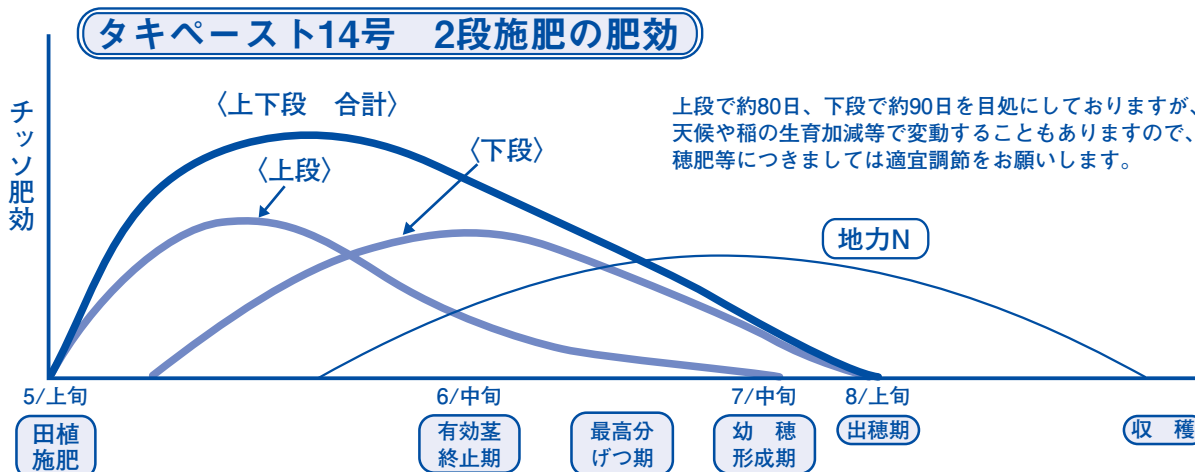 タキペースト14号　2段施肥の肥効
チッソ肥効
〈上下段　合計〉
〈上段〉
〈下段〉
上段で約80日、下段で約90日を目処にしておりますが、
天候や稲の生育加減等で変動することもありますので、
穂肥等につきましては適宜調節をお願いします。
地力N
5/上旬
6/中旬
7/中旬
8/上旬
田植
施肥
有効茎
終止期
最高分
げつ期
幼　穂
形成期
出穂期
収　穫